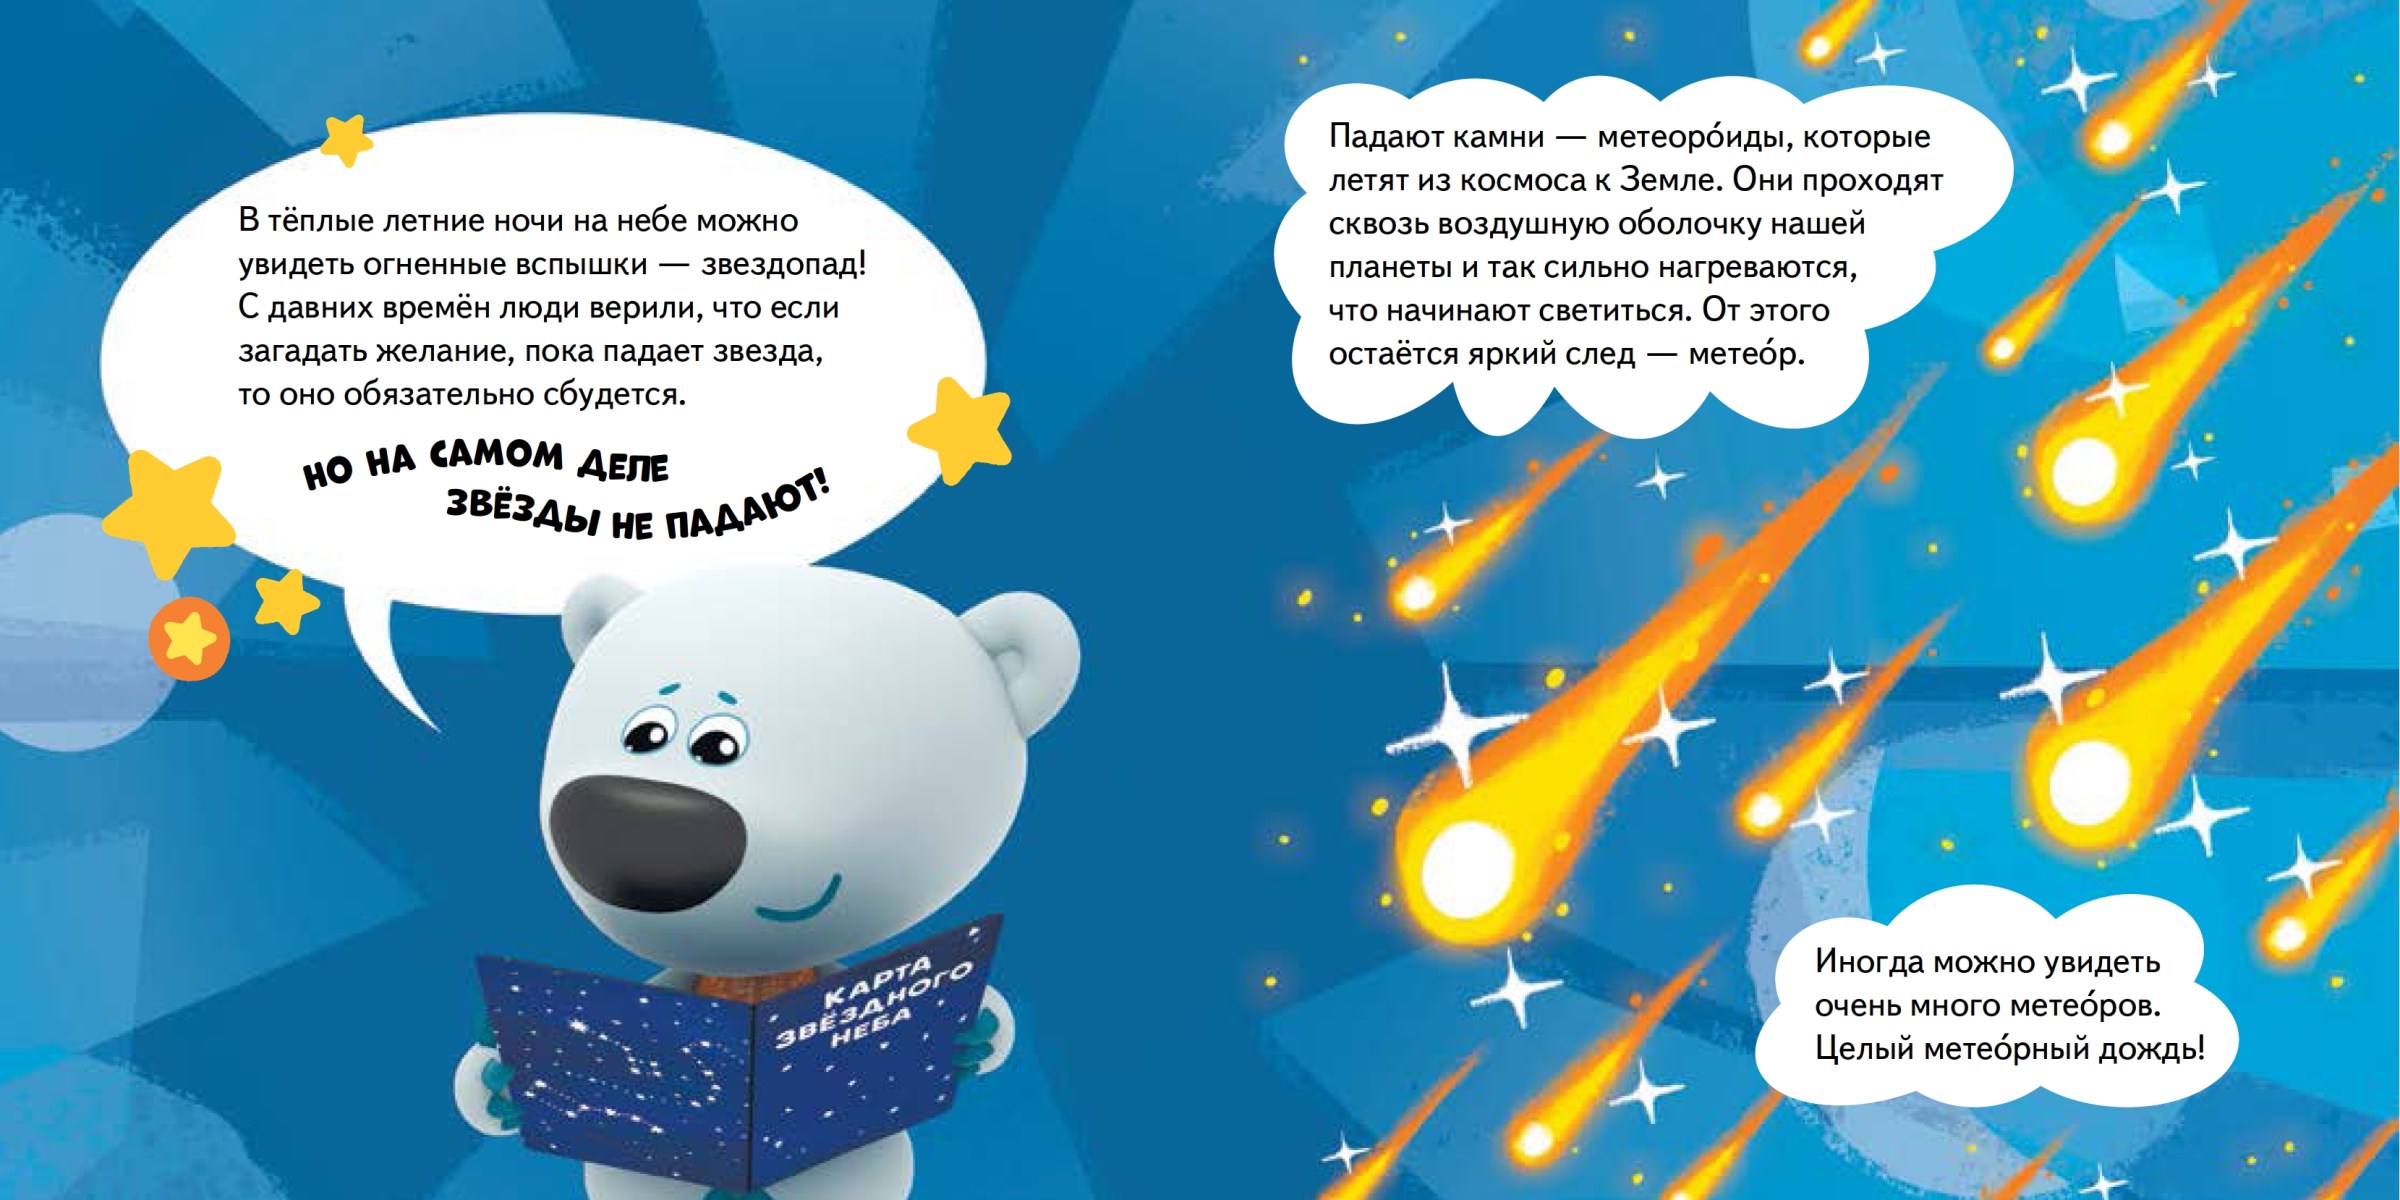 В тёплые летние ночи на небе можно
увидеть огненные вспышки — звездопад!
С давних времён люди верили, что если
загадать желание, пока падает звезда,
то оно обязательно сбудется.
НО НА САМОМ ДЕЛЕ
ЗВЁЗДЫ НЕ ПАДАЮТ!
КАРТА
ЗВЁЗДНОГО
НЕБА
Падают камни — метеоро́иды, которые
летят из космоса к Земле. Они проходят
сквозь воздушную оболочку нашей
планеты и так сильно нагреваются,
что начинают светиться. От этого
остаётся яркий след — метео́р.
Иногда можно увидеть
очень много метео́ров.
Целый метео́рный дождь!